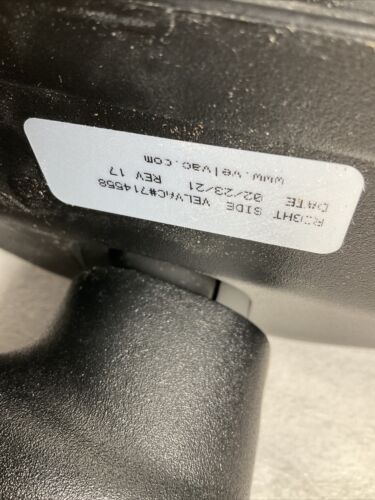 RIGHT SIDE VELVAC#714558
DATE 02/23/21 REV 17
www.velvac.com